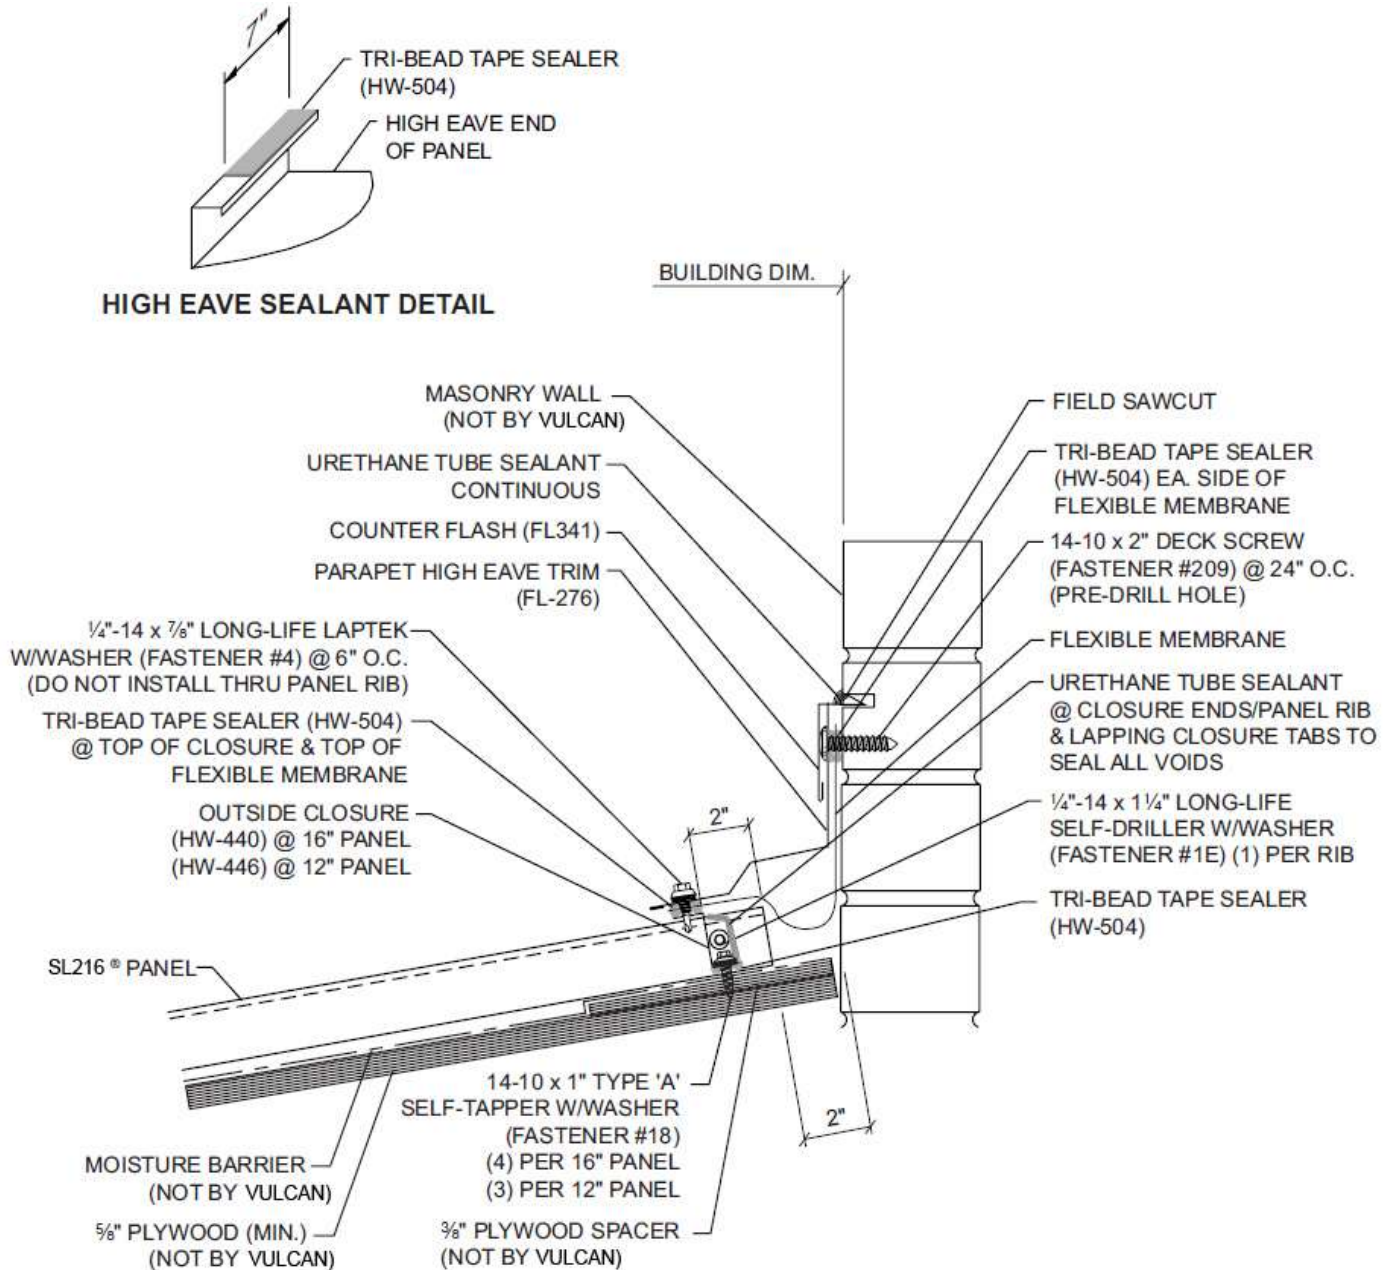 7"
TRI-BEAD TAPE SEALER
(HW-504)
HIGH EAVE END
OF PANEL
HIGH EAVE SEALANT DETAIL
BUILDING DIM.
MASONRY WALL
(NOT BY VULCAN)
URETHANE TUBE SEALANT
CONTINUOUS
COUNTER FLASH (FL341)
PARAPET HIGH EAVE TRIM
(FL-276)
¼"-14 x ⅞" LONG-LIFE LAPTEK
W/WASHER (FASTENER #4) @ 6" O.C.
(DO NOT INSTALL THRU PANEL RIB)
TRI-BEAD TAPE SEALER (HW-504)
@ TOP OF CLOSURE & TOP OF
FLEXIBLE MEMBRANE
OUTSIDE CLOSURE
(HW-440) @ 16" PANEL
(HW-446) @ 12" PANEL
SL216 ® PANEL
2"
FIELD SAWCUT
TRI-BEAD TAPE SEALER
(HW-504) EA. SIDE OF
FLEXIBLE MEMBRANE
14-10 x 2" DECK SCREW
(FASTENER #209) @ 24" O.C.
(PRE-DRILL HOLE)
FLEXIBLE MEMBRANE
URETHANE TUBE SEALANT
@ CLOSURE ENDS/PANEL RIB
& LAPPING CLOSURE TABS TO
SEAL ALL VOIDS
¼"-14 x 1¼" LONG-LIFE
SELF-DRILLER W/WASHER
(FASTENER #1E) (1) PER RIB
TRI-BEAD TAPE SEALER
(HW-504)
14-10 x 1" TYPE 'A'
SELF-TAPPER W/WASHER
(FASTENER #18)
(4) PER 16" PANEL
(3) PER 12" PANEL
2"
MOISTURE BARRIER
(NOT BY VULCAN)
⅝" PLYWOOD (MIN.)
(NOT BY VULCAN)
⅜" PLYWOOD SPACER
(NOT BY VULCAN)